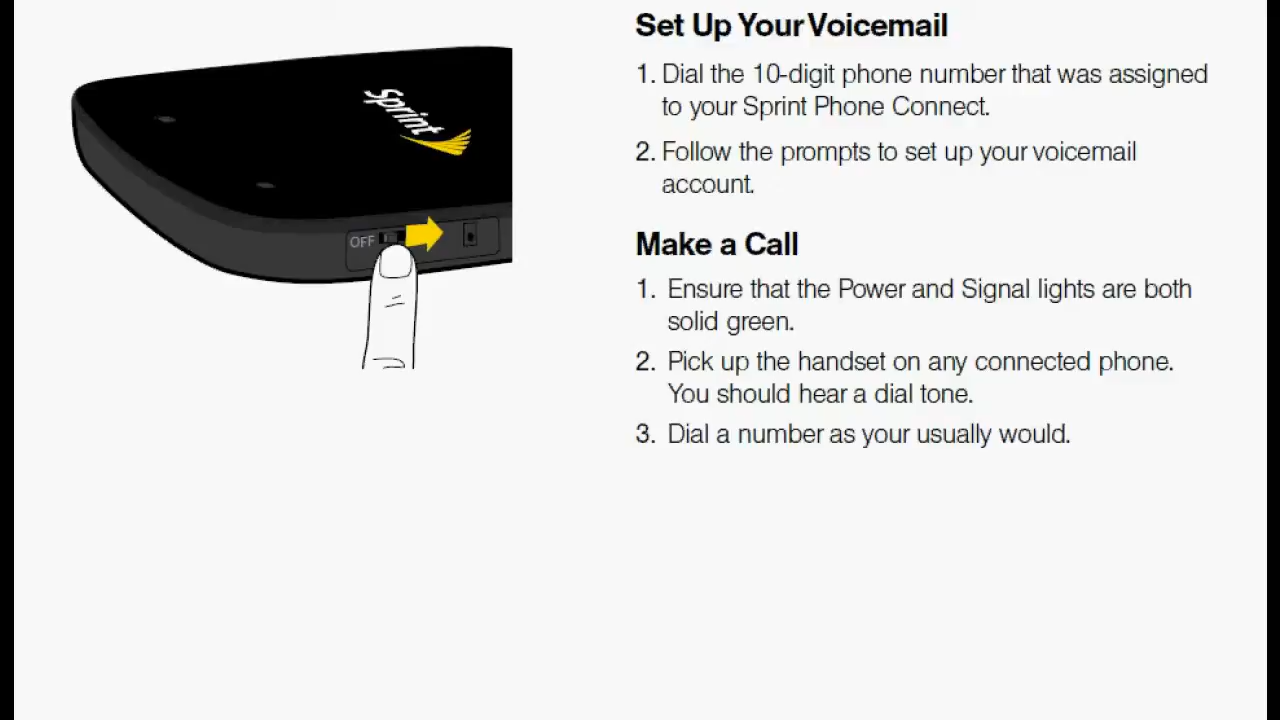 Sprint
OFF
Set Up Your Voicemail
1. Dial the 10-digit phone number that was assigned
to your Sprint Phone Connect.
2. Follow the prompts to set up your voicemail
account.
Make a Call
1. Ensure that the Power and Signal lights are both
solid green.
2. Pick up the handset on any connected phone.
You should hear a dial tone.
3. Dial a number as your usually would.